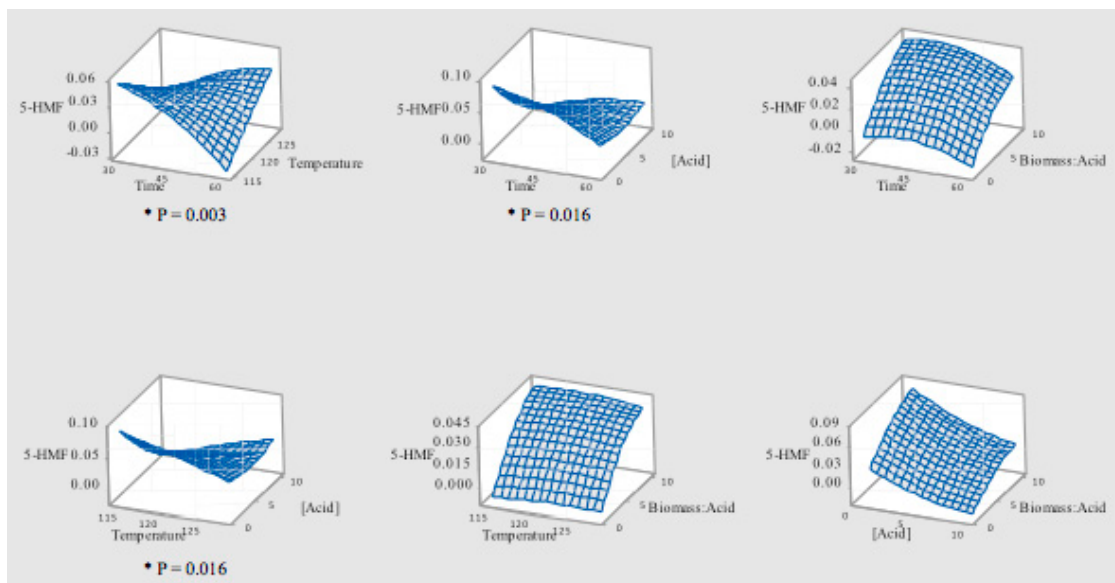 0.06
5-HMF 0.03
0.00
-0.03
30
45
60
Time
115
120
125
Temperature
* P = 0.003
0.10
5-HMF 0.05
0.00
30
45
60
Time
0
5
10
[Acid]
* P = 0.016
0.04
5-HMF 0.02
0.00
-0.02
30
45
60
Time
0
5
10
Biomass:Acid
0.10
5-HMF 0.05
0.00
115
120
125
Temperature
0
5
10
[Acid]
* P = 0.016
0.045
0.030
5-HMF 0.015
0.000
115
120
125
Temperature
0
5
10
Biomass:Acid
0.09
0.06
5-HMF 0.03
0.00
0
5
10
[Acid]
0
5
10
Biomass:Acid